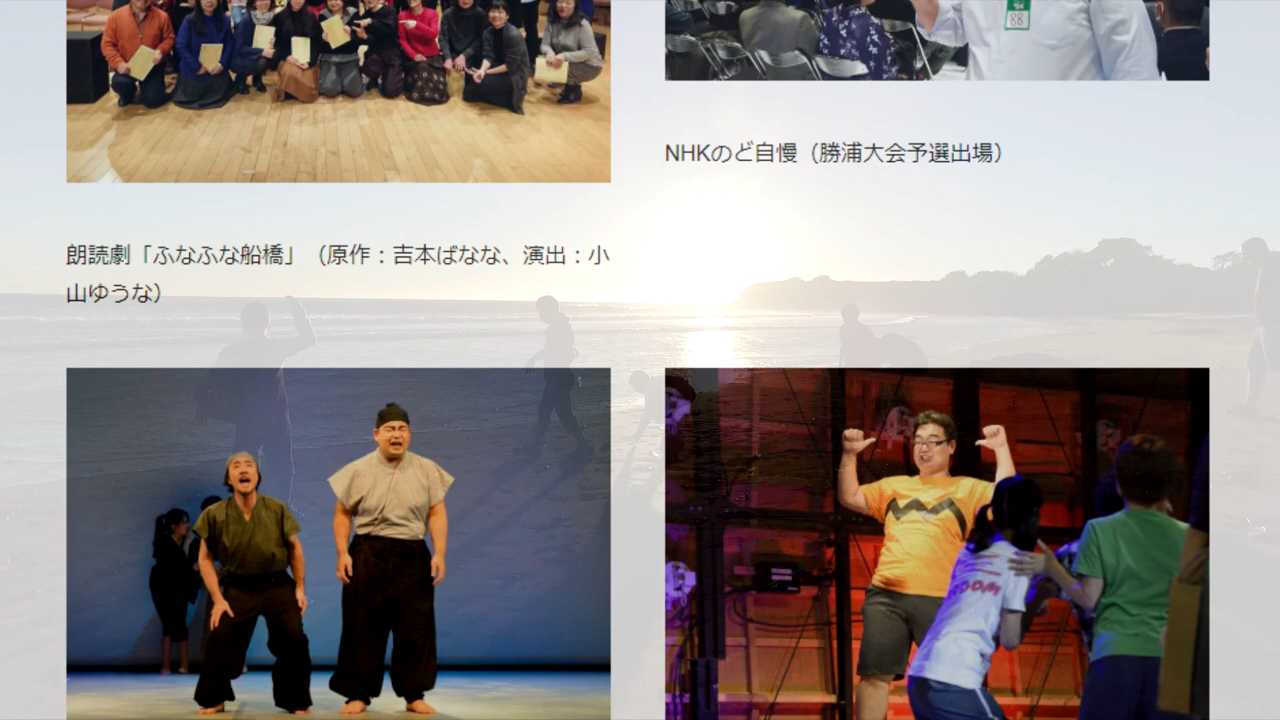 88
NHKのど自慢（勝浦大会予選出場）
朗読劇「ふなふな船橋」（原作：吉本ばなな、演出：小
山ゆうな）